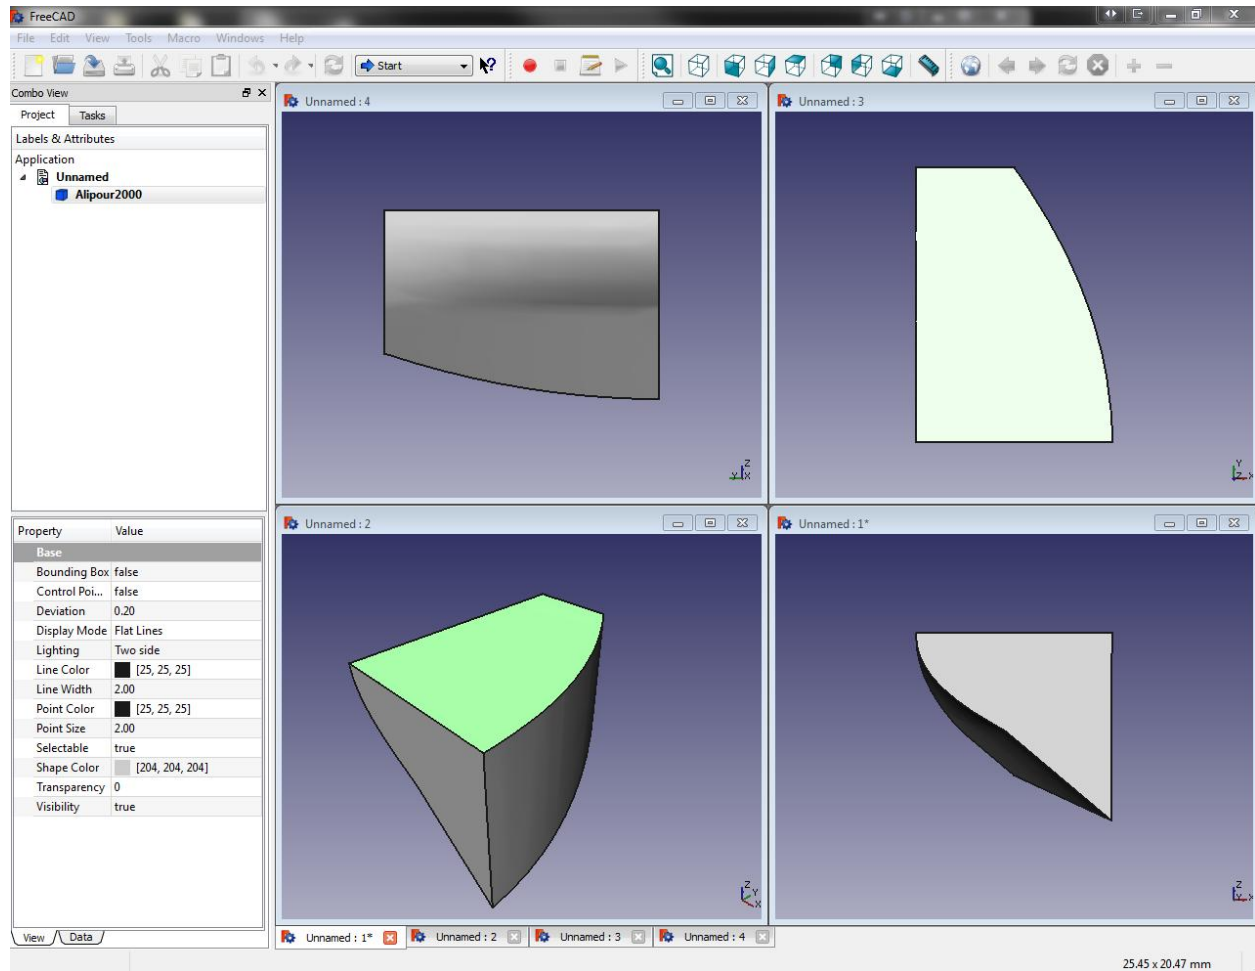 FreeCAD
File Edit View Tools Macro Windows Help
Start
Combo View
Project Tasks
Labels & Attributes
Application
Unnamed
Alipour2000
Property Value
Base
Bounding Box false
Control Poi... false
Deviation 0.20
Display Mode Flat Lines
Lighting Two side
Line Color [25, 25, 25]
Line Width 2.00
Point Color [25, 25, 25]
Point Size 2.00
Selectable true
Shape Color [204, 204, 204]
Transparency 0
Visibility true
View Data
Unnamed : 4
Z
y X
Unnamed : 3
Y
Z X
Unnamed : 2
Z
Y
X
Unnamed : 1*
Z
Y X
Unnamed : 1* Unnamed : 2 Unnamed : 3 Unnamed : 4
25.45 x 20.47 mm